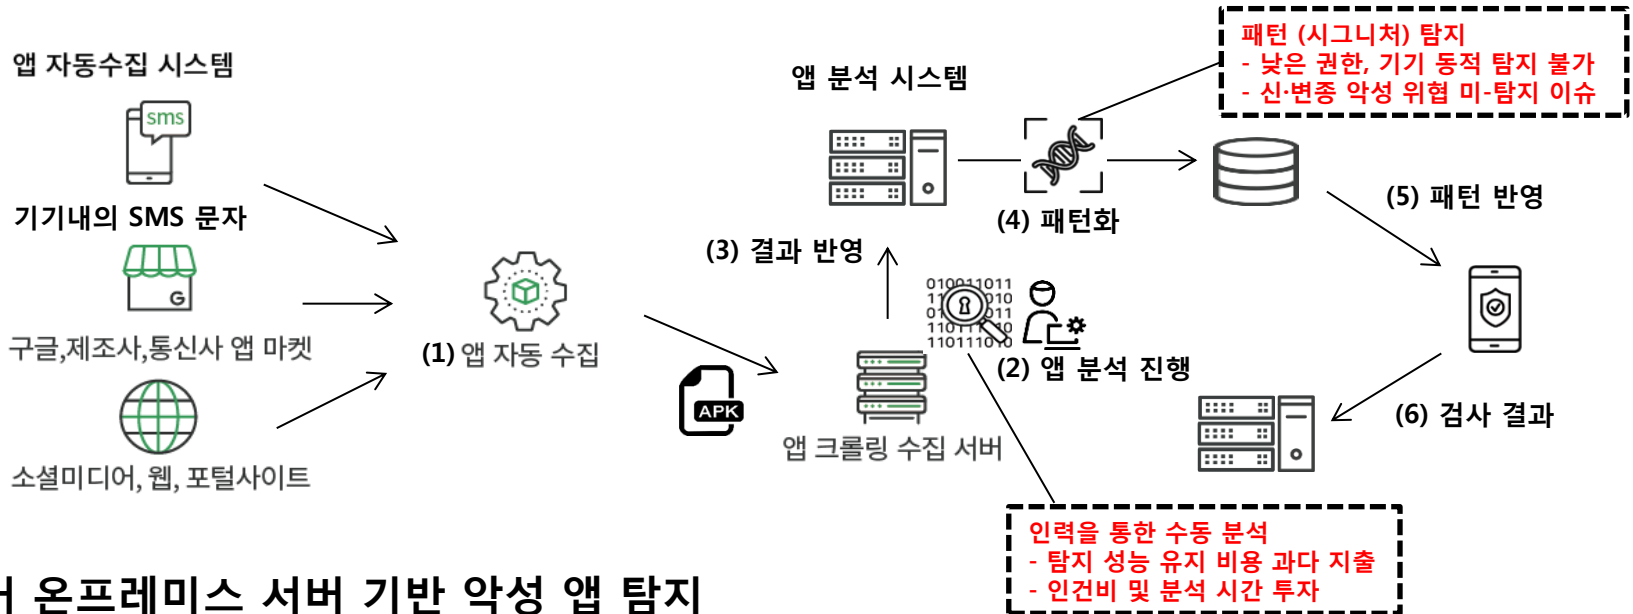 앱 자동수집 시스템
sms
기기내의 SMS 문자
G
구글,제조사,통신사 앱 마켓
소셜미디어, 웹, 포털사이트
(1) 앱 자동 수집
APK
앱 크롤링 수집 서버
(3) 결과 반영
앱 분석 시스템
010011011
110111010
(2) 앱 분석 진행
(4) 패턴화
패턴 (시그니처) 탐지
- 낮은 권한, 기기 동적 탐지 불가
- 신·변종 악성 위협 미-탐지 이슈
(5) 패턴 반영
(6) 검사 결과
인력을 통한 수동 분석
- 탐지 성능 유지 비용 과다 지출
- 인건비 및 분석 시간 투자
온프레미스 서버 기반 악성 앱 탐지